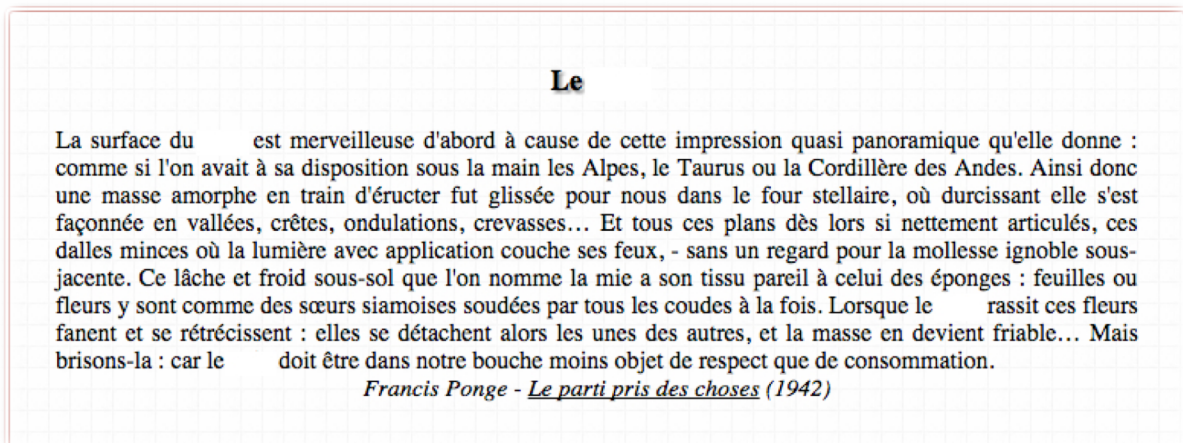 Le
La surface du est merveilleuse d'abord à cause de cette impression quasi panoramique qu'elle donne :
comme si l'on avait à sa disposition sous la main les Alpes, le Taurus ou la Cordillère des Andes. Ainsi donc
une masse amorphe en train d'éructer fut glissée pour nous dans le four stellaire, où durcissant elle s'est
façonnée en vallées, crêtes, ondulations, crevasses... Et tous ces plans dès lors si nettement articulés, ces
dalles minces où la lumière avec application couche ses feux, - sans un regard pour la mollesse ignoble sous-
jacente. Ce lâche et froid sous-sol que l'on nomme la mie a son tissu pareil à celui des éponges : feuilles ou
fleurs y sont comme des sœurs siamoises soudées par tous les coudes à la fois. Lorsque le rassit ces fleurs
fanent et se rétrécissent : elles se détachent alors les unes des autres, et la masse en devient friable... Mais
brisons-la : car le doit être dans notre bouche moins objet de respect que de consommation.
Francis Ponge - Le parti pris des choses (1942)